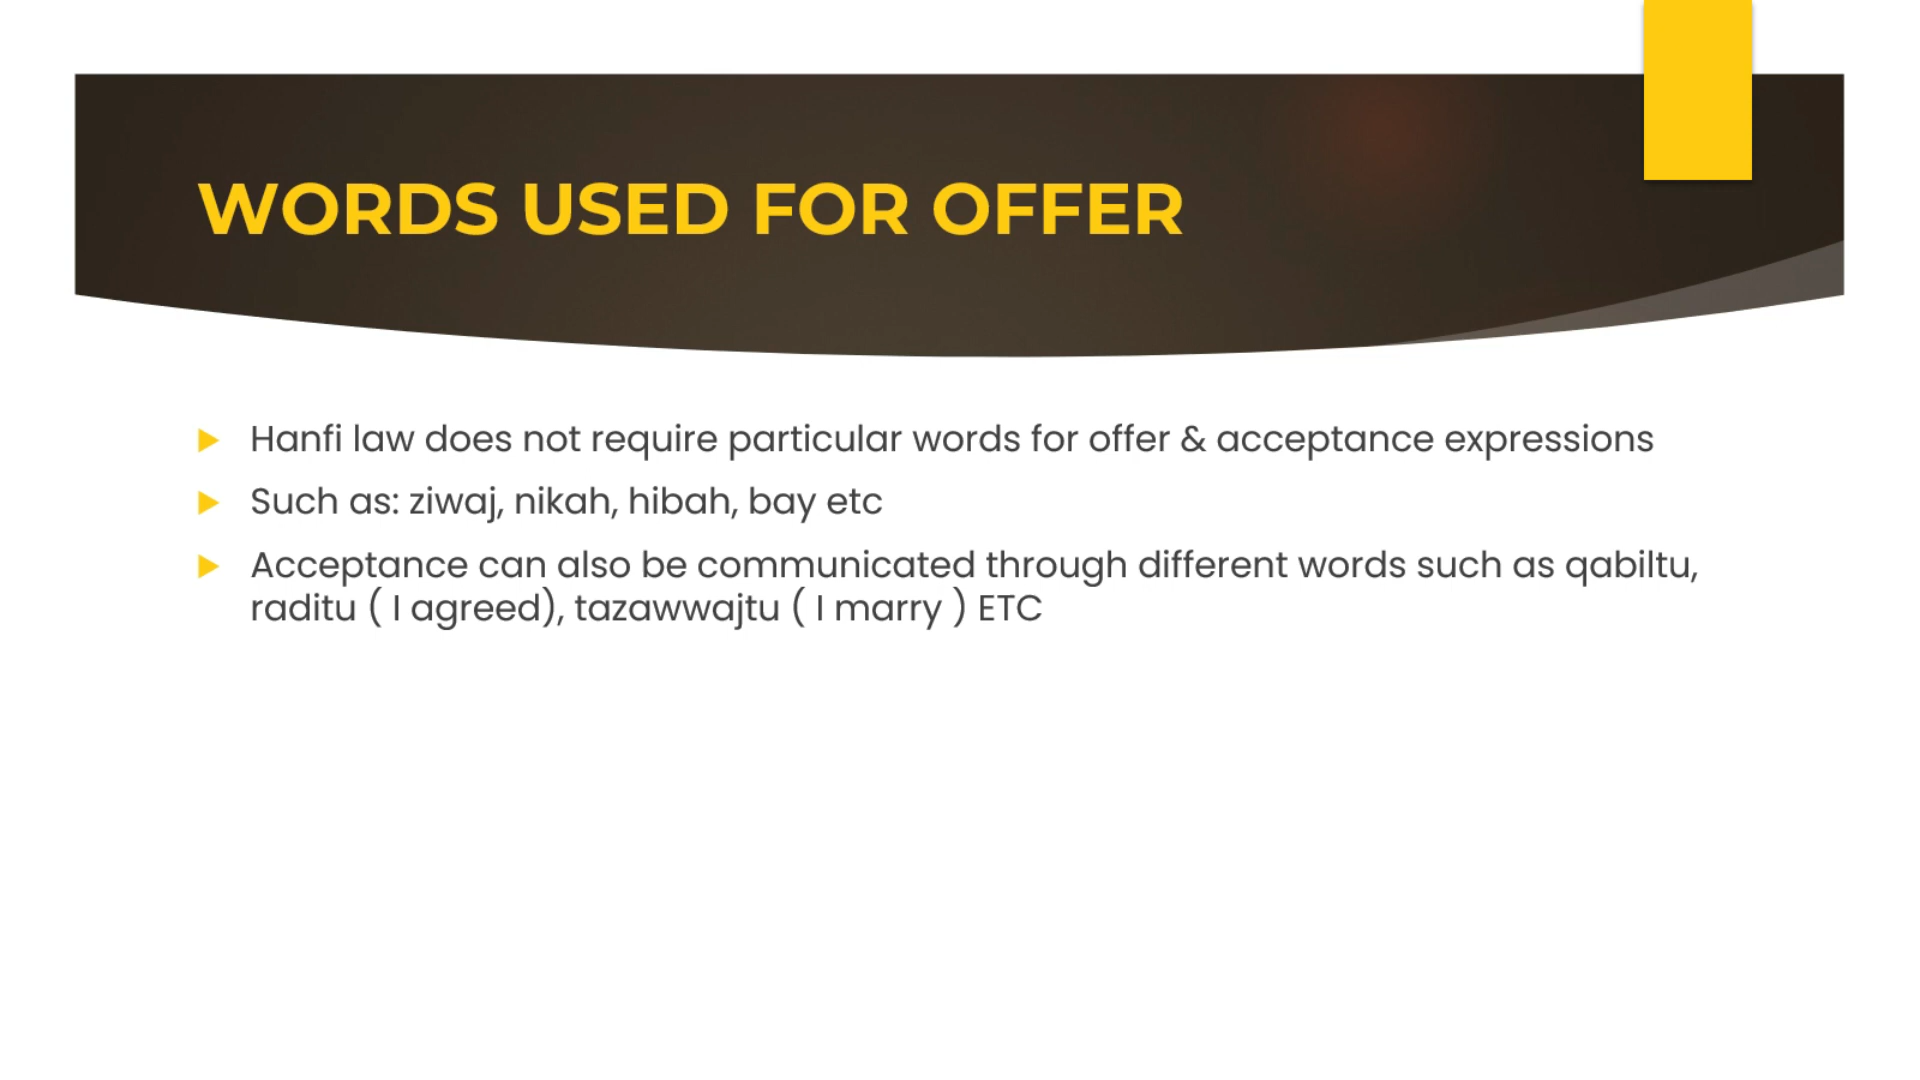 WORDS USED FOR OFFER
Hanfi law does not require particular words for offer & acceptance expressions
Such as: ziwaj, nikah, hibah, bay etc
Acceptance can also be communicated through different words such as qabiltu,
raditu ( I agreed), tazawwajtu ( I marry ) ETC